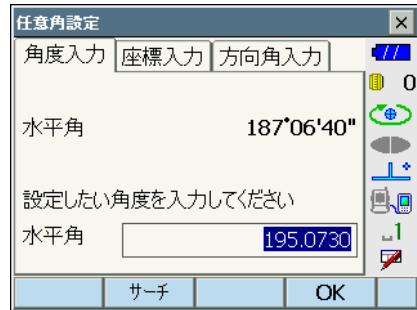 任意角設定
角度入力 座標入力 方向角入力
0
水平角 187°06'40"
設定したい角度を入力してください
水平角 195.0730
1
サーチ OK